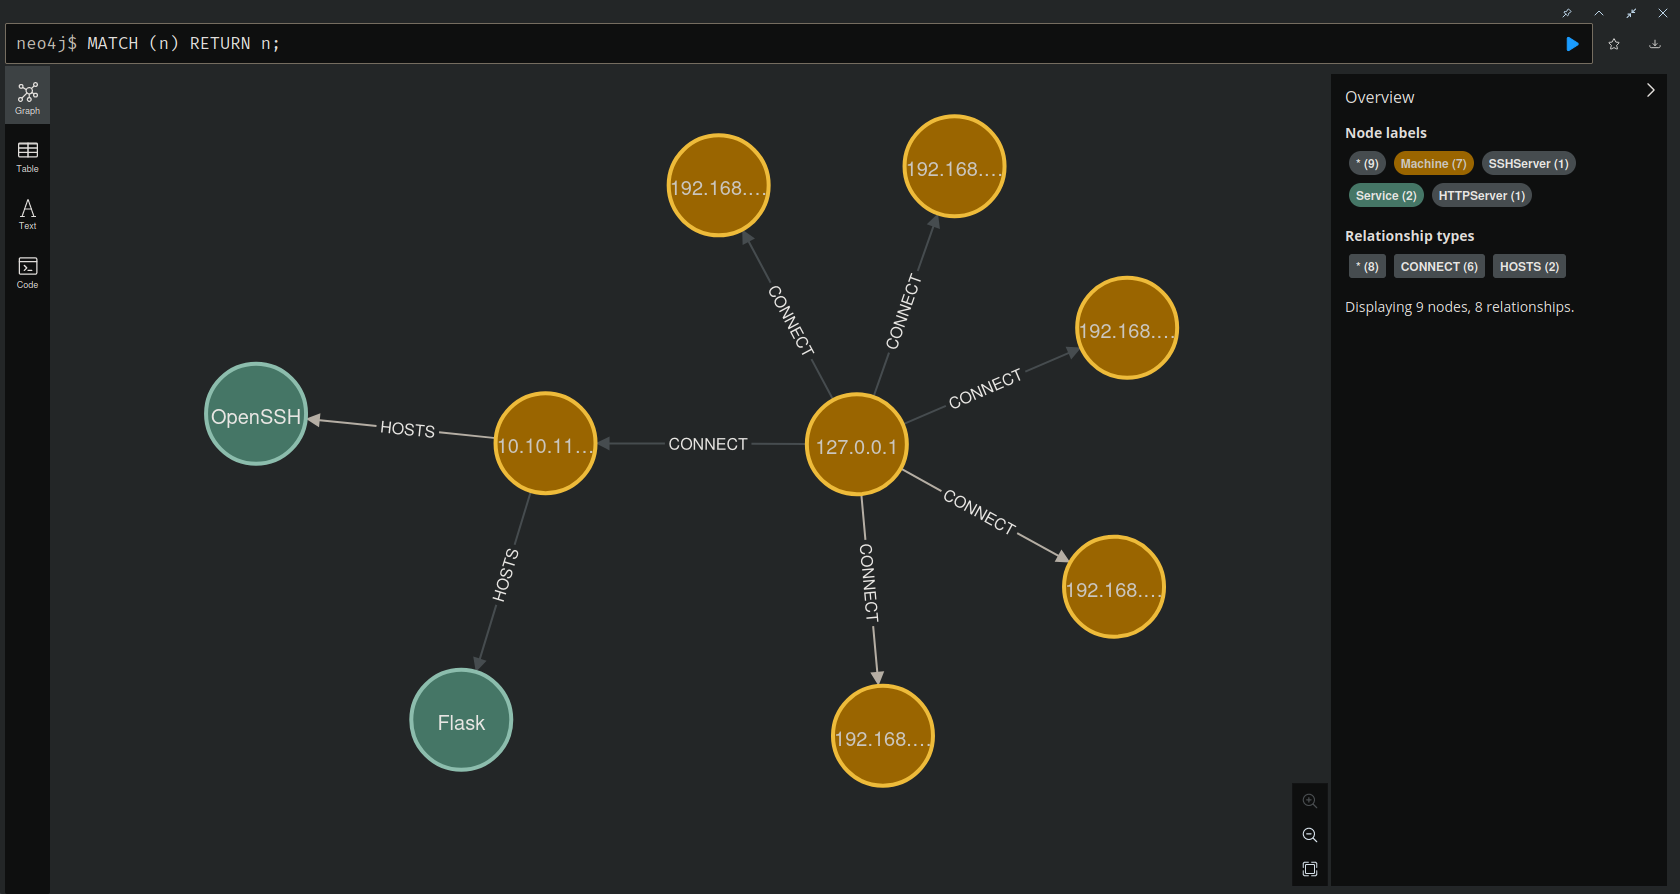 neo4j$ MATCH (n) RETURN n;
Graph
Table
Text
Code
192.168....
192.168....
192.168....
CONNECT
CONNECT
CONNECT
OpenSSH
HOSTS
10.10.11...
CONNECT
127.0.0.1
CONNECT
HOSTS
CONNECT
192.168....
Flask
192.168....
Overview
Node labels
* (9) Machine (7) SSHServer (1)
Service (2) HTTPServer (1)
Relationship types
* (8) CONNECT (6) HOSTS (2)
Displaying 9 nodes, 8 relationships.